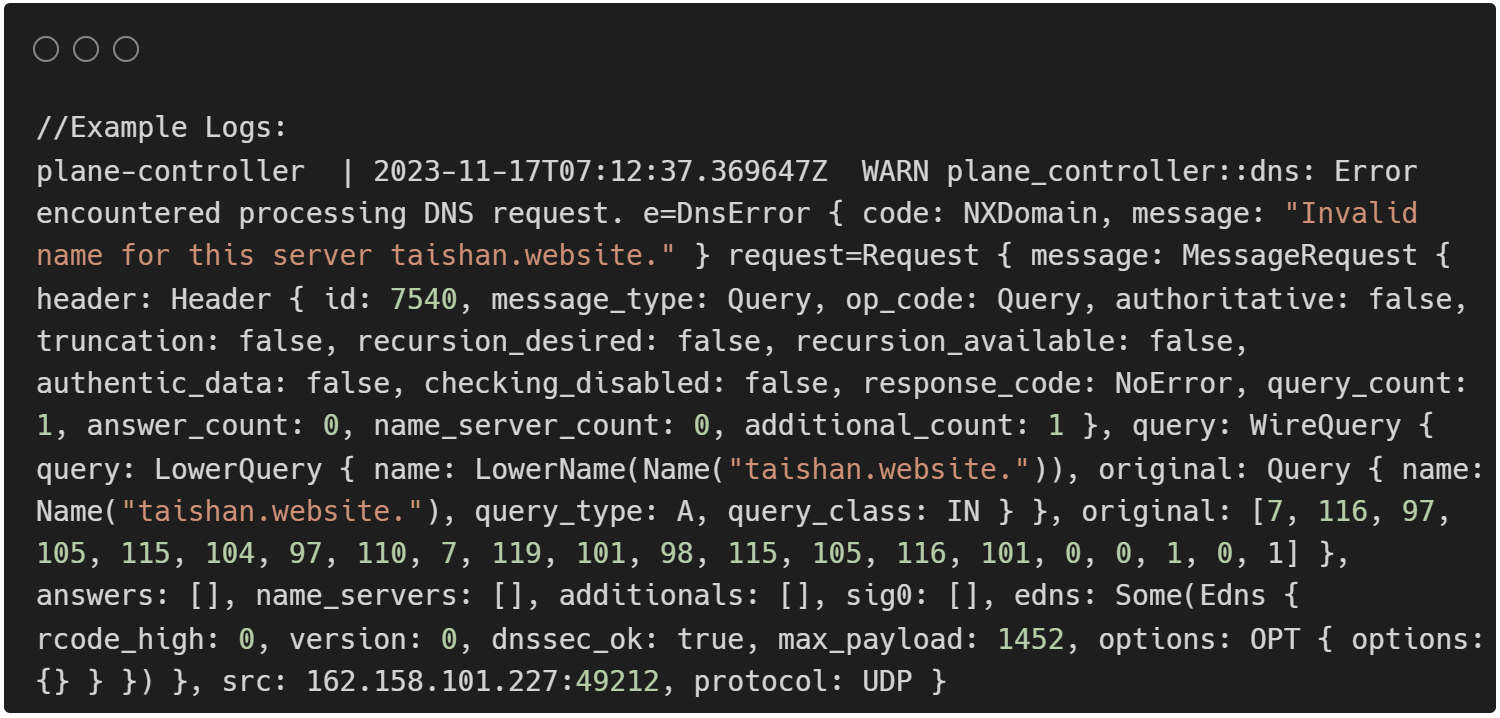 //Example Logs:
plane-controller  | 2023-11-17T07:12:37.369647Z  WARN plane_controller::dns: Error
encountered processing DNS request. e=DnsError { code: NXDomain, message: "Invalid
name for this server taishan.website." } request=Request { message: MessageRequest {
header: Header { id: 7540, message_type: Query, op_code: Query, authoritative: false,
truncation: false, recursion_desired: false, recursion_available: false,
authentic_data: false, checking_disabled: false, response_code: NoError, query_count:
1, answer_count: 0, name_server_count: 0, additional_count: 1 }, query: WireQuery {
query: LowerQuery { name: LowerName(Name("taishan.website.")), original: Query { name:
Name("taishan.website."), query_type: A, query_class: IN } }, original: [7, 116, 97,
105, 115, 104, 97, 110, 7, 119, 101, 98, 115, 105, 116, 101, 0, 0, 1, 0, 1] },
answers: [], name_servers: [], additionals: [], sig0: [], edns: Some(Edns {
rcode_high: 0, version: 0, dnssec_ok: true, max_payload: 1452, options: OPT { options:
{} } }) }, src: 162.158.101.227:49212, protocol: UDP }